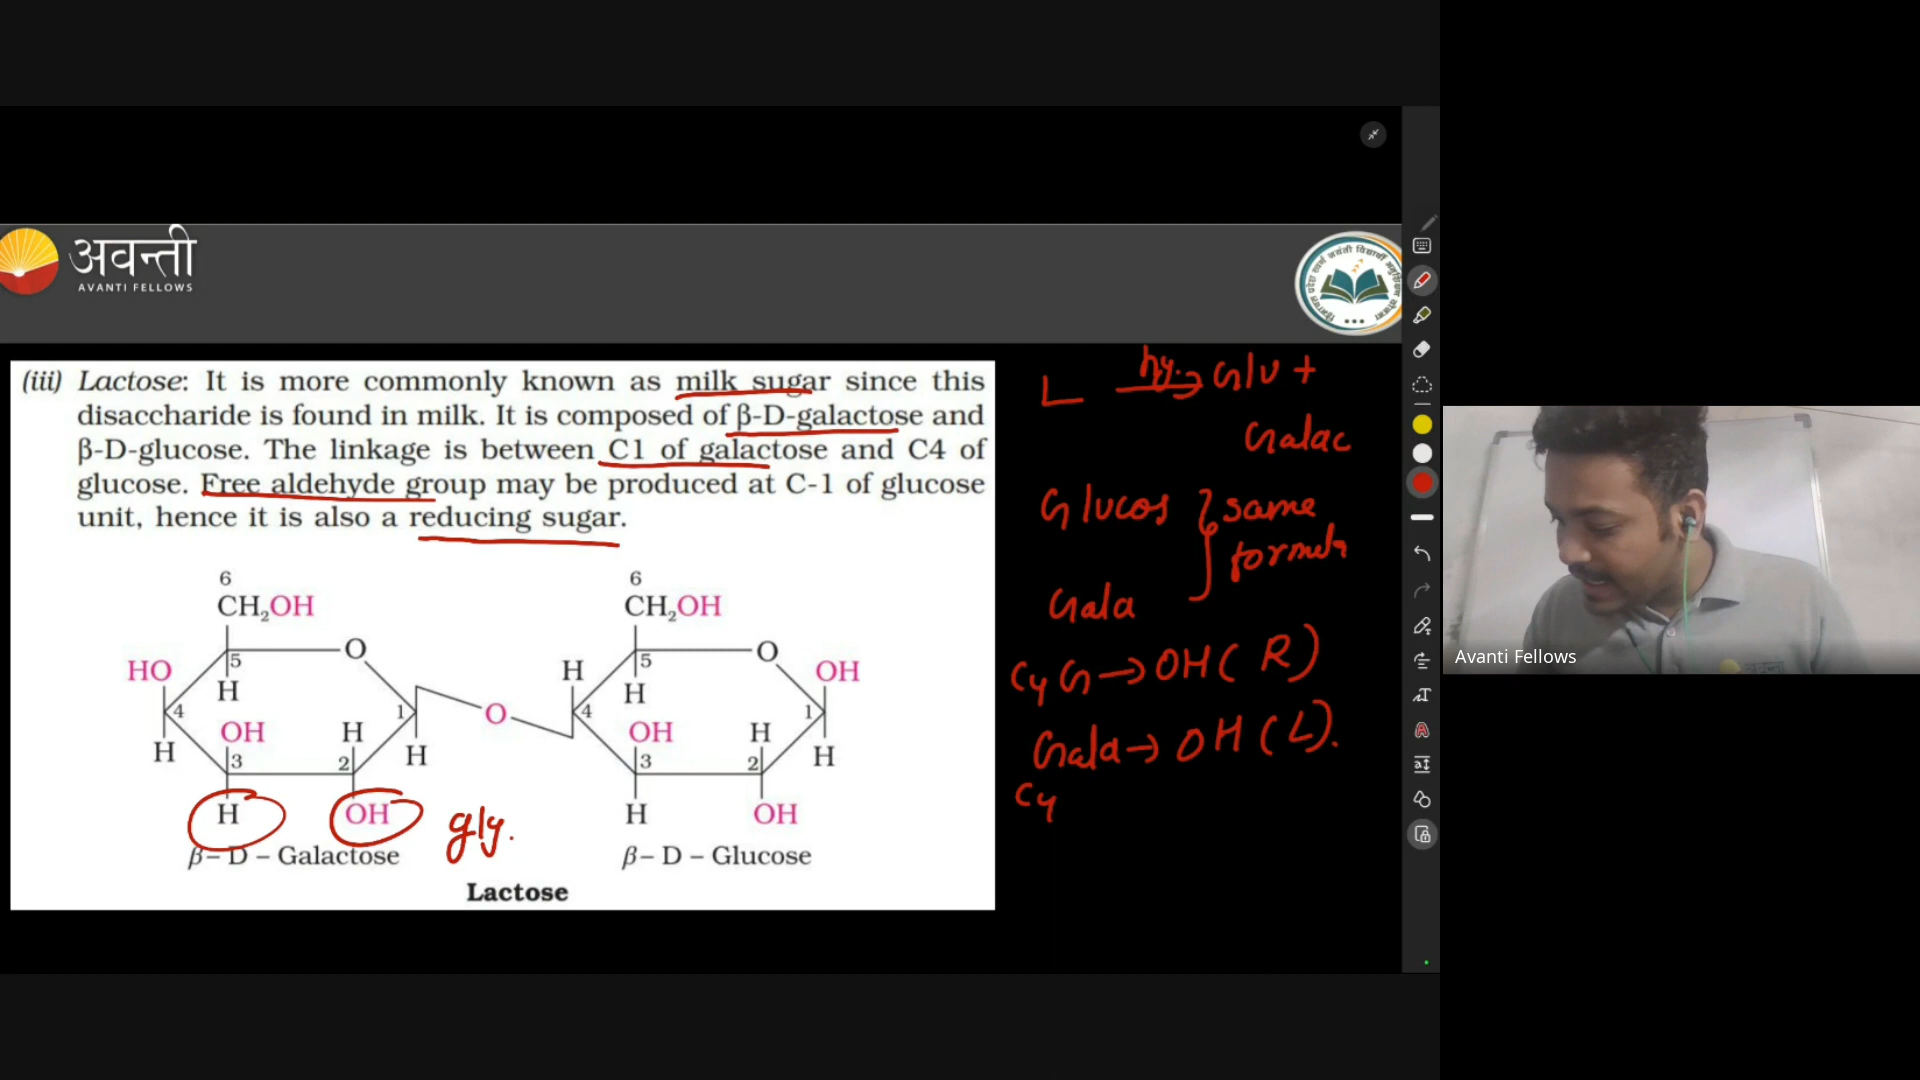 अवन्ती
AVANTI FELLOWS
(iii) Lactose: It is more commonly known as milk sugar since this
disaccharide is found in milk. It is composed of β-D-galactose and
β-D-glucose. The linkage is between C1 of galactose and C4 of
glucose. Free aldehyde group may be produced at C-1 of glucose
unit, hence it is also a reducing sugar.
6 6
CH₂OH CH₂OH
O O
HO 5 H 5 OH
H H
4 1 4 1
O
OH H OH H
H 3 2 H 3 2 H
H OH H OH
β– D – Galactose β– D – Glucose
Lactose
gly.
L hy. → Glu +
Galac
Glucos } same
formula
Gala
C4 G → OH (R)
Gala → OH (L).
C4
Avanti Fellows